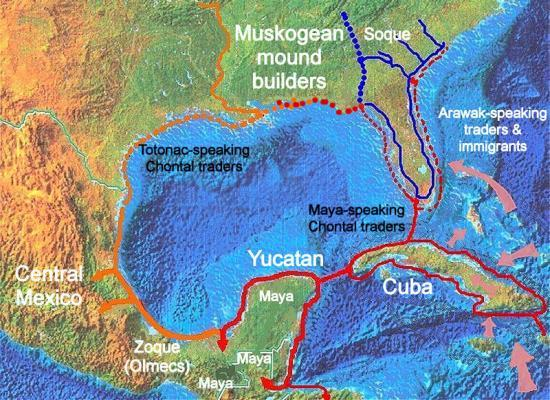 Muskogean
mound
builders
Soque
Arawak-speaking
traders &
immigrants
Totonac-speaking
Chontal traders
Maya-speaking
Chontal traders
Yucatan
Central
Mexico
Maya
Cuba
Zoque
(Olmecs)
Maya
Maya